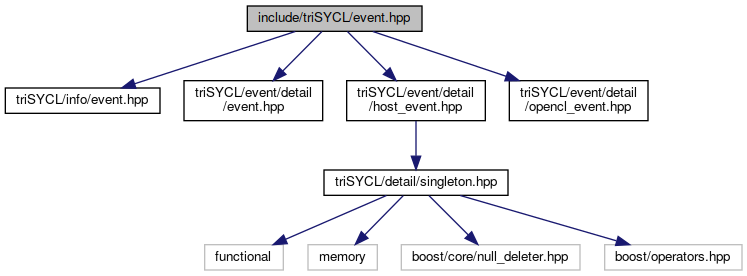 include/triSYCL/event.hpp
triSYCL/info/event.hpp
triSYCL/event/detail
/event.hpp
triSYCL/event/detail
/host_event.hpp
triSYCL/event/detail
/opencl_event.hpp
triSYCL/detail/singleton.hpp
functional
memory
boost/core/null_deleter.hpp
boost/operators.hpp